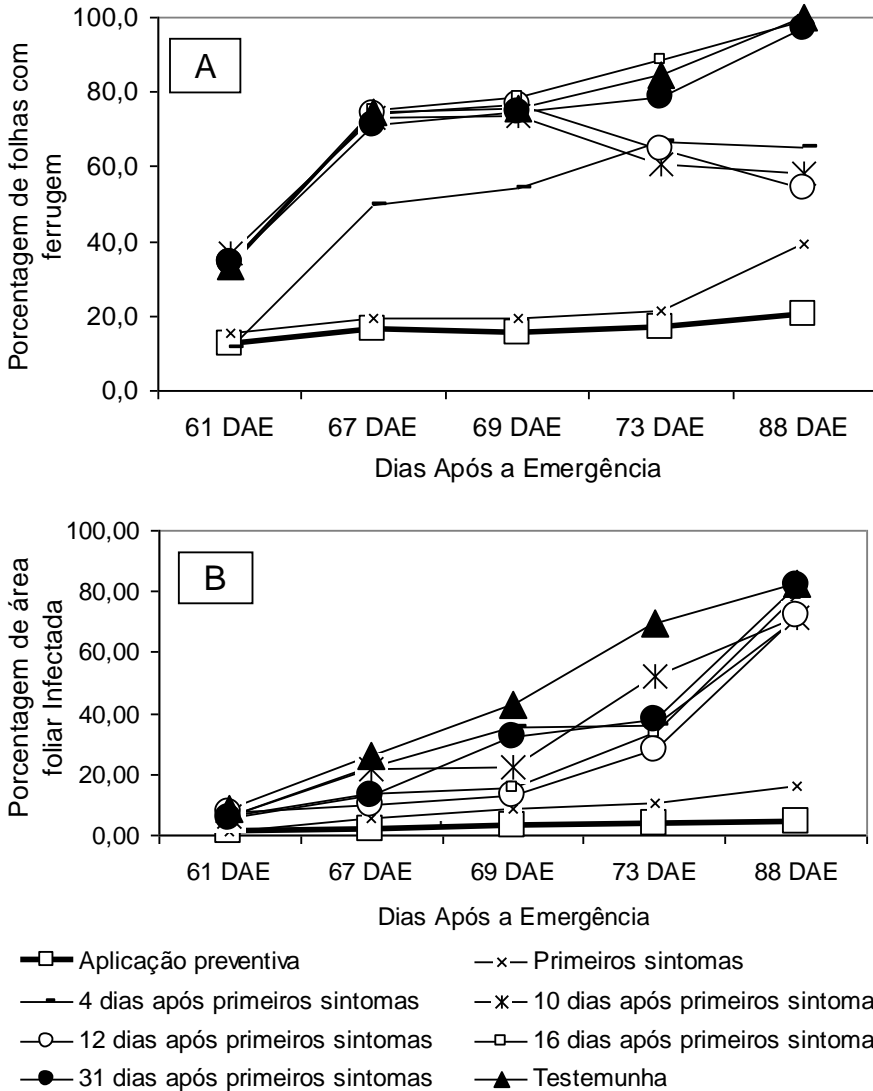 100,0
80,0
60,0
40,0
20,0
0,0
A
Porcentagem de folhas com
ferrugem
61 DAE 67 DAE 69 DAE 73 DAE 88 DAE
Dias Após a Emergência
100,00
80,00
60,00
40,00
20,00
0,00
B
Porcentagem de área
foliar Infectada
61 DAE 67 DAE 69 DAE 73 DAE 88 DAE
Dias Após a Emergência
Aplicação preventiva Primeiros sintomas
4 dias após primeiros sintomas 10 dias após primeiros sintoma
12 dias após primeiros sintomas 16 dias após primeiros sintoma
31 dias após primeiros sintomas Testemunha